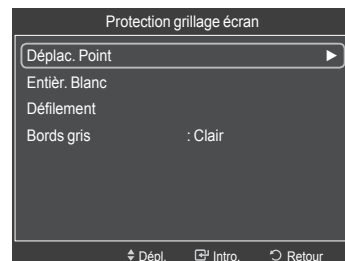 Protection grillage écran
Déplac. Point
Entièr. Blanc
Défilement
Bords gris : Clair
Dépl. Intro. Retour